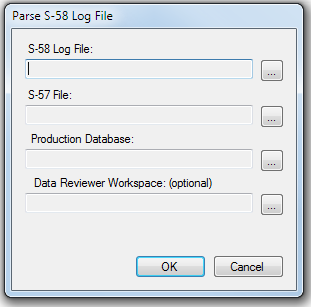 Parse S-58 Log File
S-58 Log File:
...
S-57 File:
...
Production Database:
...
Data Reviewer Workspace: (optional)
...
OK Cancel